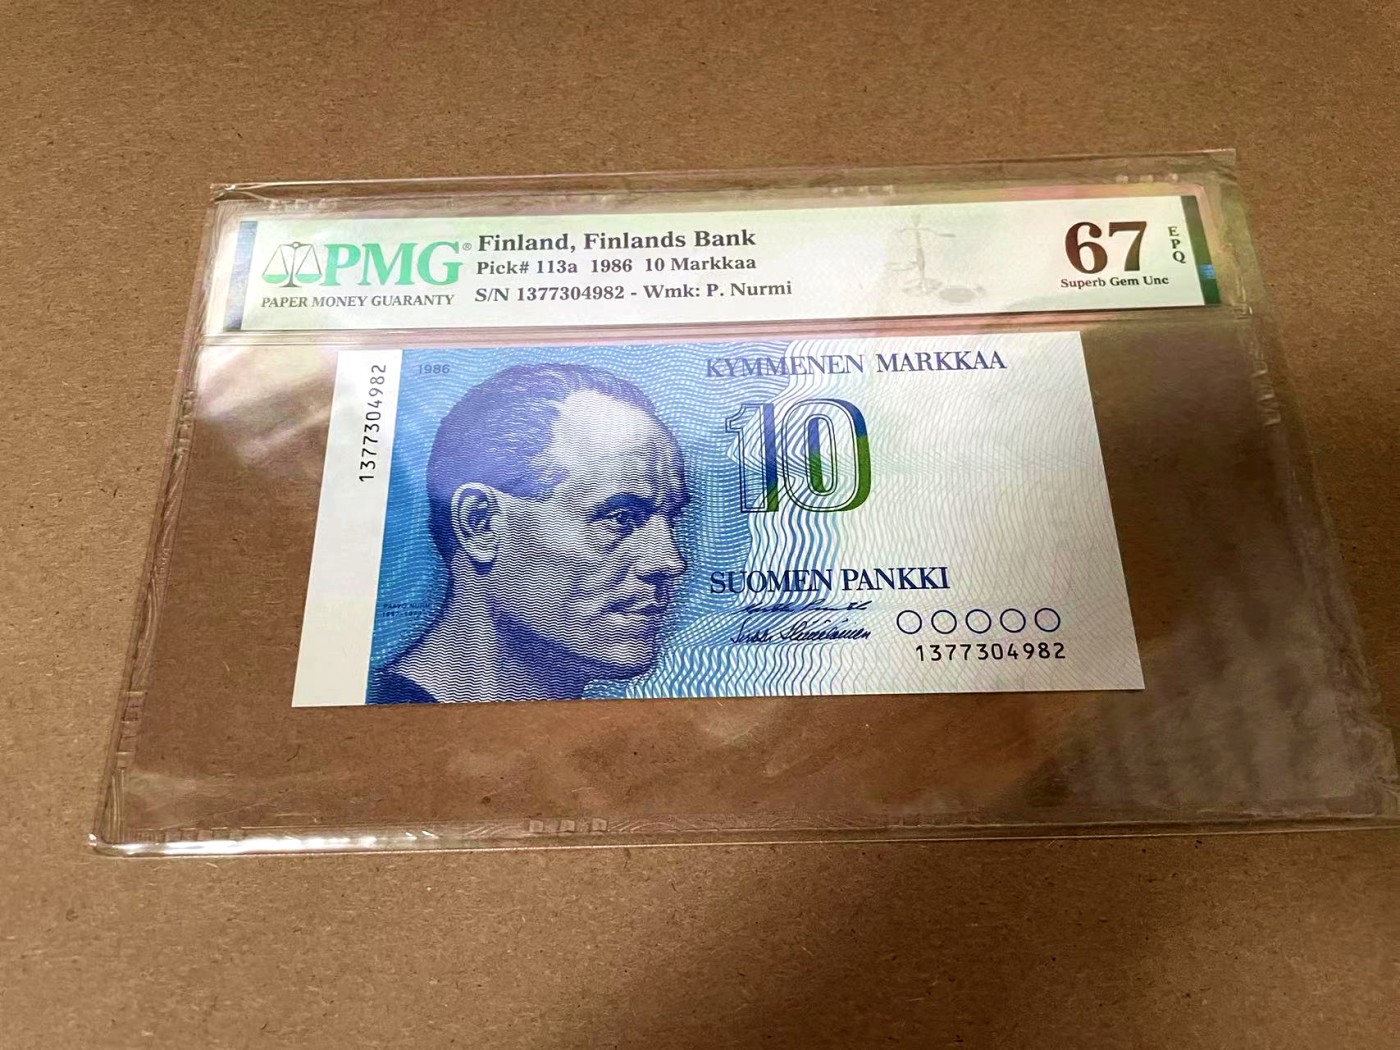 PMG®
PAPER MONEY GUARANTY
Finland, Finlands Bank
Pick# 113a 1986 10 Markkaa
S/N 1377304982 - Wmk: P. Nurmi
67
EPQ
Superb Gem Unc
1377304982
1986
KYMMENEN MARKKAA
10
SUOMEN PANKKI
1377304982